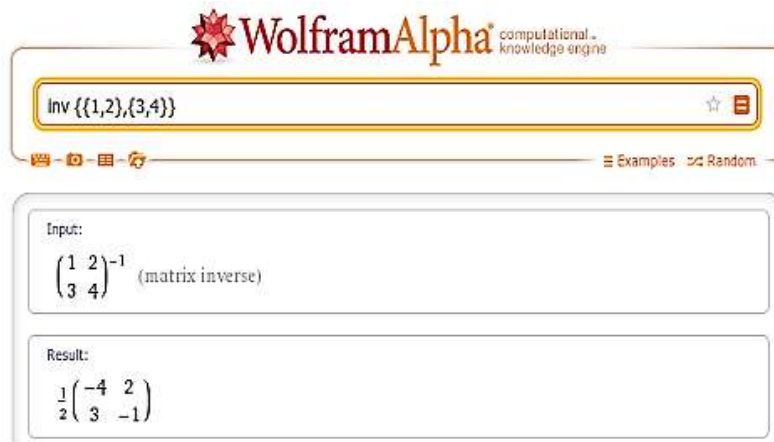 WolframAlpha computational knowledge engine
inv {{1,2},{3,4}}
Examples Random
Input:
(1 2
3 4)^-1 (matrix inverse)
Result:
1/2 (-4 2
3 -1)